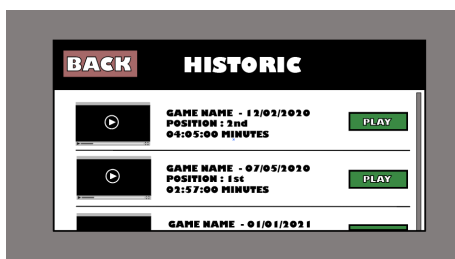 BACK
HISTORIC
GAME NAME - 12/02/2020
POSITION : 2nd
04:05:00 MINUTES
PLAY
GAME NAME - 07/05/2020
POSITION : 1st
02:57:00 MINUTES
PLAY
GAME NAME - 01/01/2021